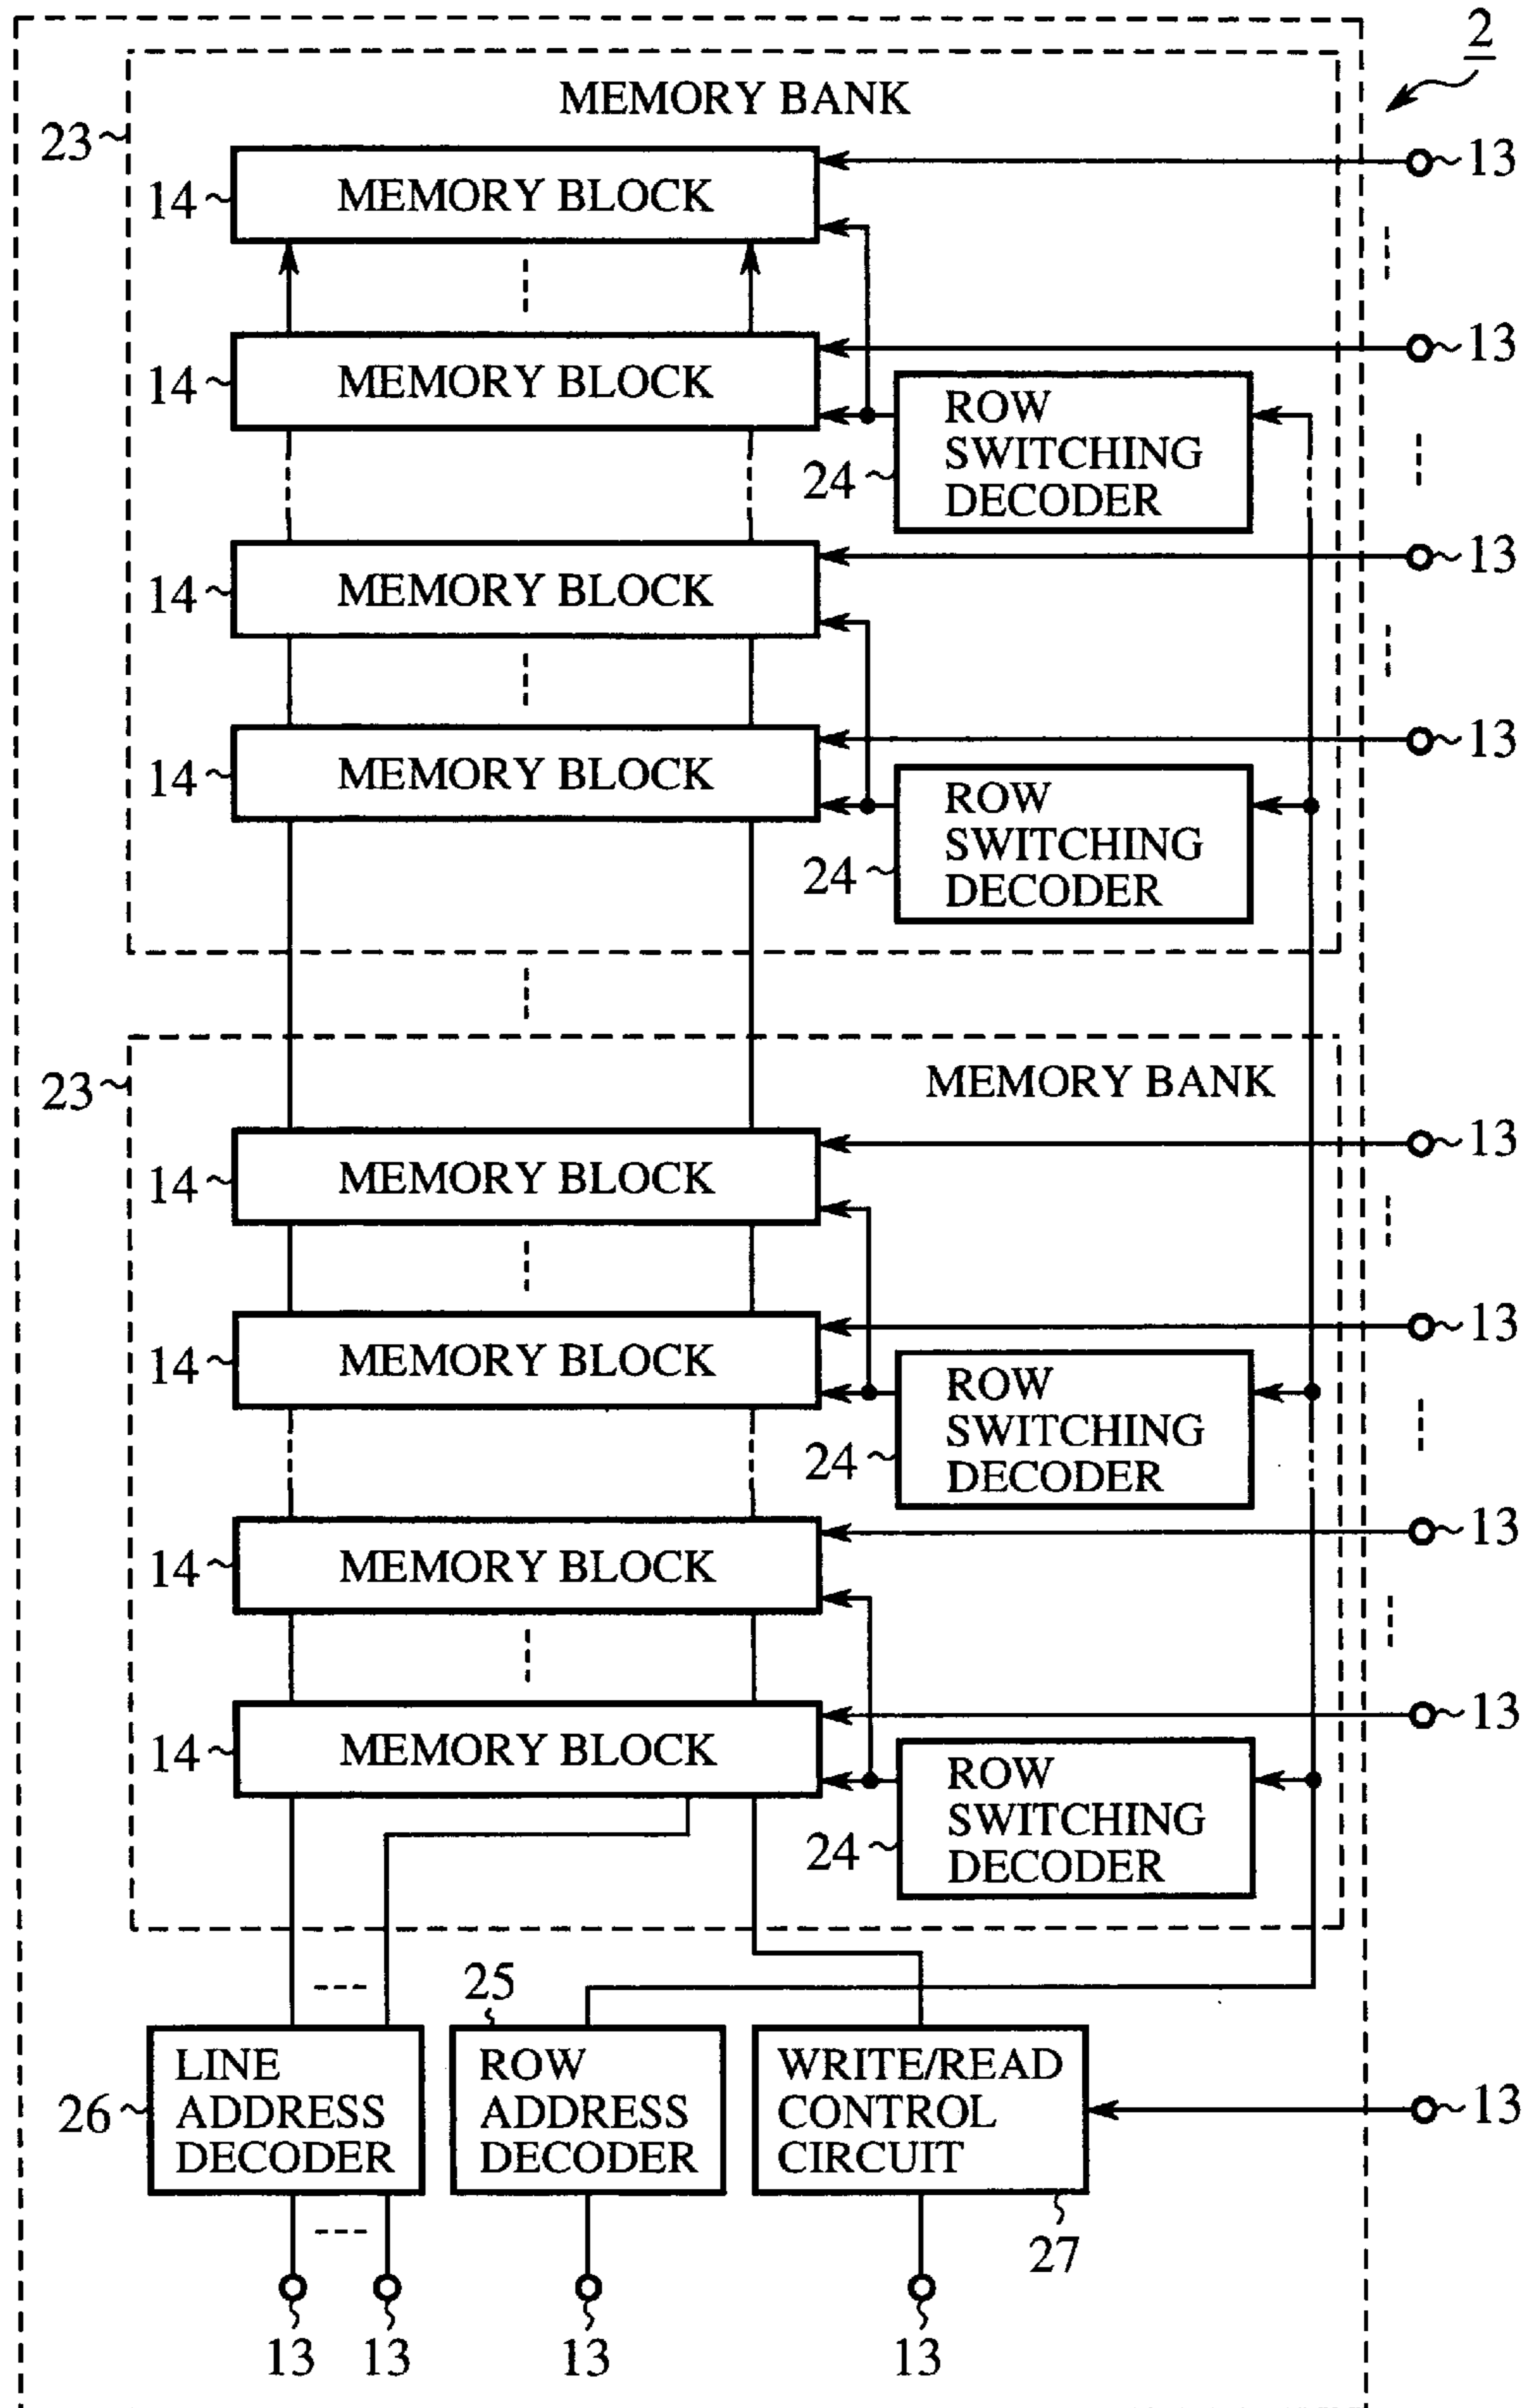 2
MEMORY BANK
23
13
14 MEMORY BLOCK
13
14 MEMORY BLOCK
ROW
SWITCHING
DECODER
24
13
14 MEMORY BLOCK
13
14 MEMORY BLOCK
ROW
SWITCHING
DECODER
24
23
MEMORY BANK
13
14 MEMORY BLOCK
13
14 MEMORY BLOCK
ROW
SWITCHING
DECODER
24
13
14 MEMORY BLOCK
13
14 MEMORY BLOCK
ROW
SWITCHING
DECODER
24
26
LINE
ADDRESS
DECODER
25
ROW
ADDRESS
DECODER
WRITE/READ
CONTROL
CIRCUIT
13
27
13 13 13 13